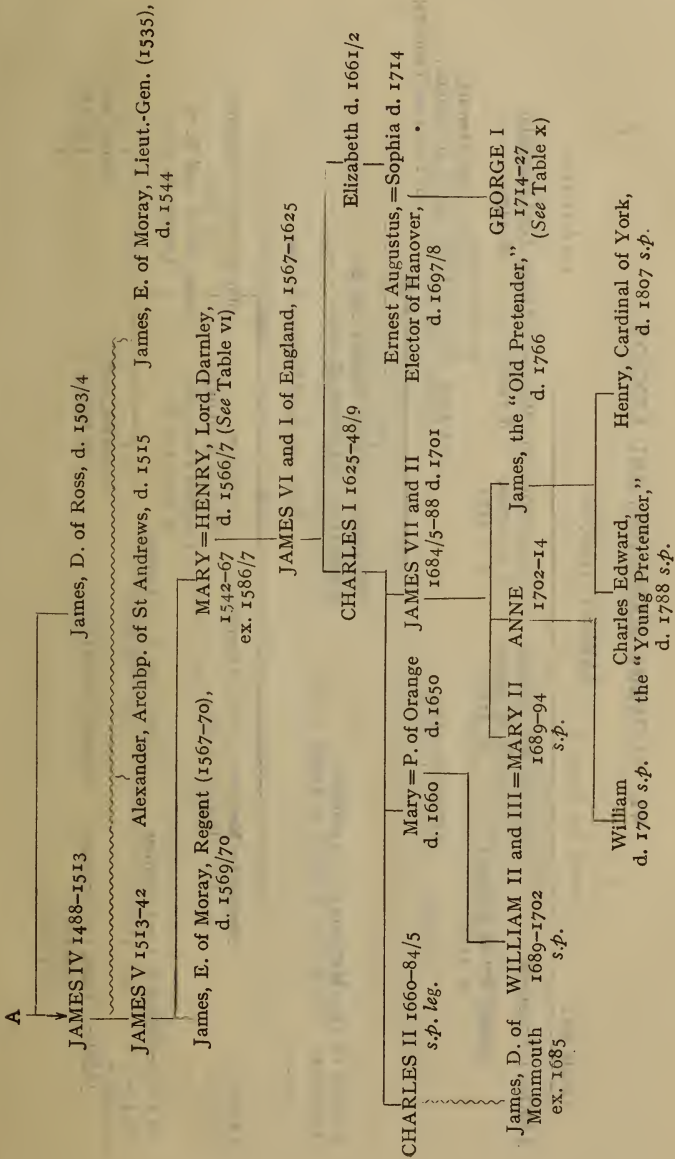 A
JAMES IV 1488–1513
James, D. of Ross, d. 1503/4
JAMES V 1513–42
Alexander, Archbp. of St Andrews, d. 1515
James, E. of Moray, Lieut.-Gen. (1535),
d. 1544
James, E. of Moray, Regent (1567–70),
d. 1569/70
MARY = HENRY, Lord Darnley,
1542–67 d. 1566/7 (See Table VI)
ex. 1586/7
JAMES VI and I of England, 1567–1625
CHARLES I 1625–48/9
Elizabeth d. 1661/2
CHARLES II 1660–84/5
s.p. leg.
Mary = P. of Orange
d. 1660 d. 1650
JAMES VII and II
1684/5–88 d. 1701
Ernest Augustus, = Sophia d. 1714
Elector of Hanover,
d. 1697/8
James, D. of
Monmouth
ex. 1685
WILLIAM II and III = MARY II
1689–1702 1689–94
s.p. s.p.
ANNE
1702–14
James, the "Old Pretender,"
d. 1766
GEORGE I
1714–27
(See Table X)
William
d. 1700 s.p.
Charles Edward,
the "Young Pretender,"
d. 1788 s.p.
Henry, Cardinal of York,
d. 1807 s.p.